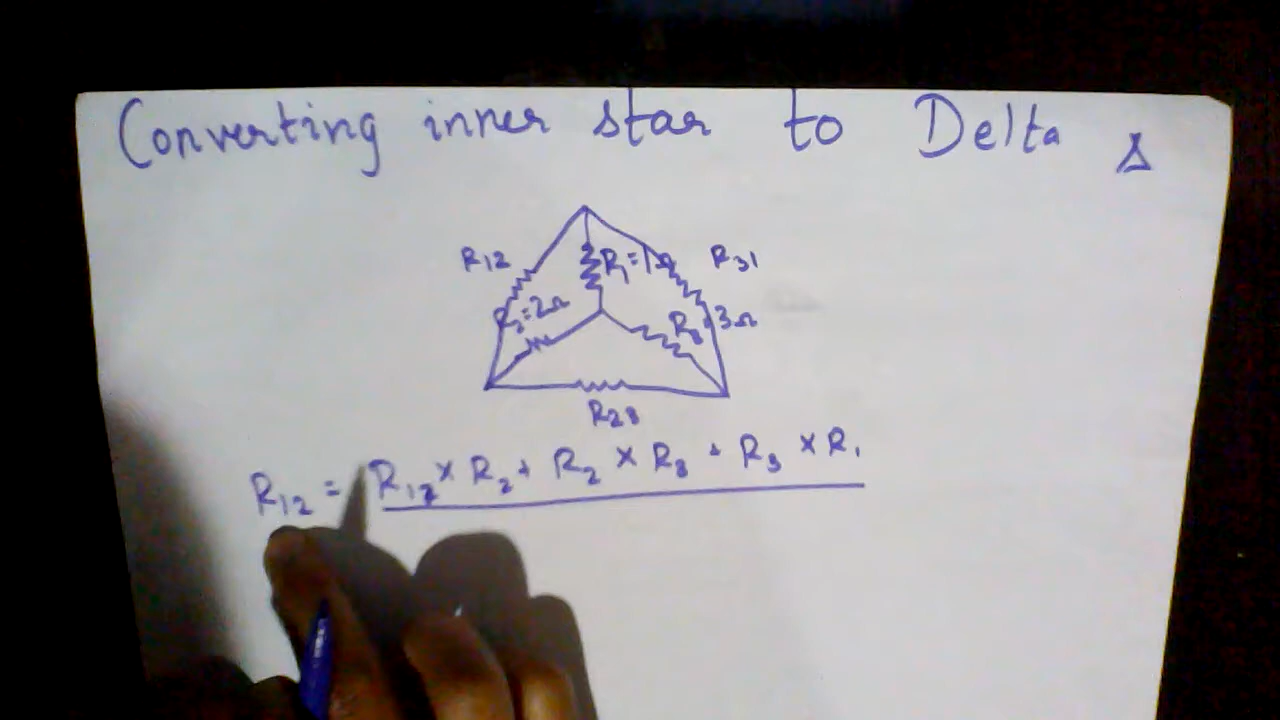 Converting inner star to Delta Δ
R12 R1=1Ω R31
R2=2Ω R3=3Ω
R23
R12 = R12 × R2 + R2 × R3 + R3 × R1